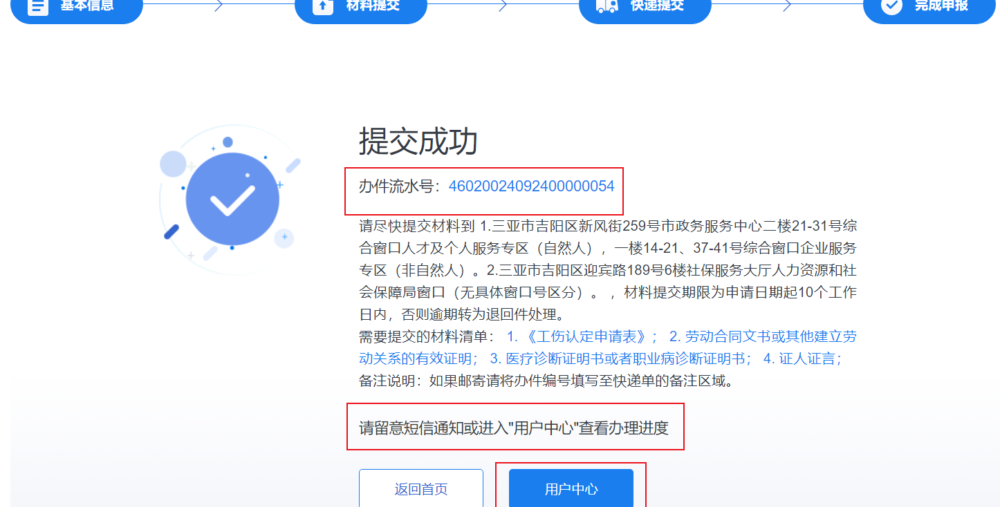 基本信息
材料提交
快递提交
完成申报
提交成功
办件流水号：46020024092400000054
请尽快提交材料到 1.三亚市吉阳区新风街259号市政务服务中心二楼21-31号综
合窗口人才及个人服务专区（自然人），一楼14-21、37-41号综合窗口企业服务
专区（非自然人）。2.三亚市吉阳区迎宾路189号6楼社保服务大厅人力资源和社
会保障局窗口（无具体窗口号区分）。 ，材料提交期限为申请日期起10个工作
日内，否则逾期转为退回件处理。
需要提交的材料清单： 1.《工伤认定申请表》； 2. 劳动合同文书或其他建立劳
动关系的有效证明； 3. 医疗诊断证明书或者职业病诊断证明书； 4. 证人证言；
备注说明：如果邮寄请将办件编号填写至快递单的备注区域。
请留意短信通知或进入"用户中心"查看办理进度
返回首页
用户中心